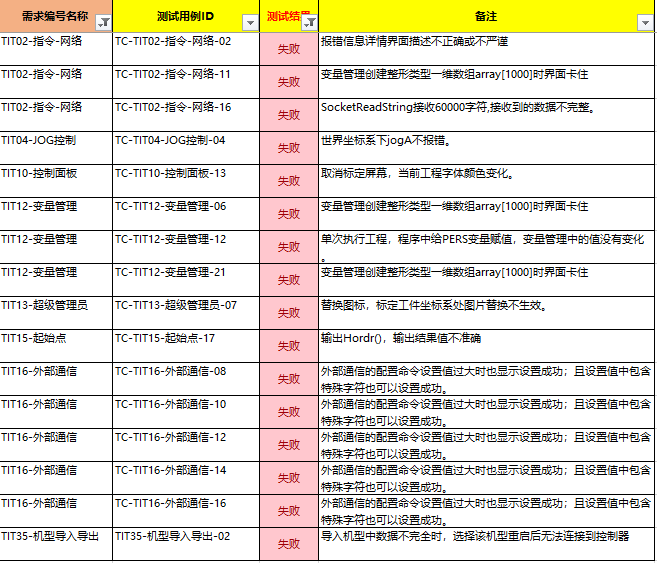 需求编号名称 测试用例ID 测试结果 备注
TIT02-指令-网络 TC-TIT02-指令-网络-02 失败 报错信息详情界面描述不正确或不严谨
TIT02-指令-网络 TC-TIT02-指令-网络-11 失败 变量管理创建整形类型一维数组array[1000]时界面卡住
TIT02-指令-网络 TC-TIT02-指令-网络-16 失败 SocketReadString接收60000字符,接收到的数据不完整。
TIT04-JOG控制 TC-TIT04-JOG控制-04 失败 世界坐标系下jogA不报错。
TIT10-控制面板 TC-TIT10-控制面板-13 失败 取消标定屏幕，当前工程字体颜色变化。
TIT12-变量管理 TC-TIT12-变量管理-06 失败 变量管理创建整形类型一维数组array[1000]时界面卡住
TIT12-变量管理 TC-TIT12-变量管理-12 失败 单次执行工程，程序中给PERS变量赋值，变量管理中的值没有变化
。
TIT12-变量管理 TC-TIT12-变量管理-21 失败 变量管理创建整形类型一维数组array[1000]时界面卡住
TIT13-超级管理员 TC-TIT13-超级管理员-07 失败 替换图标，标定工件坐标系处图片替换不生效。
TIT15-起始点 TC-TIT15-起始点-17 失败 输出Hordr()，输出结果值不准确
TIT16-外部通信 TC-TIT16-外部通信-08 失败 外部通信的配置命令设置值过大时也显示设置成功；且设置值中包含
特殊字符也可以设置成功。
TIT16-外部通信 TC-TIT16-外部通信-10 失败 外部通信的配置命令设置值过大时也显示设置成功；且设置值中包含
特殊字符也可以设置成功。
TIT16-外部通信 TC-TIT16-外部通信-12 失败 外部通信的配置命令设置值过大时也显示设置成功；且设置值中包含
特殊字符也可以设置成功。
TIT16-外部通信 TC-TIT16-外部通信-14 失败 外部通信的配置命令设置值过大时也显示设置成功；且设置值中包含
特殊字符也可以设置成功。
TIT16-外部通信 TC-TIT16-外部通信-16 失败 外部通信的配置命令设置值过大时也显示设置成功；且设置值中包含
特殊字符也可以设置成功。
TIT35-机型导入导出 TIT35-机型导入导出-02 失败 导入机型中数据不完全时，选择该机型重启后无法连接到控制器